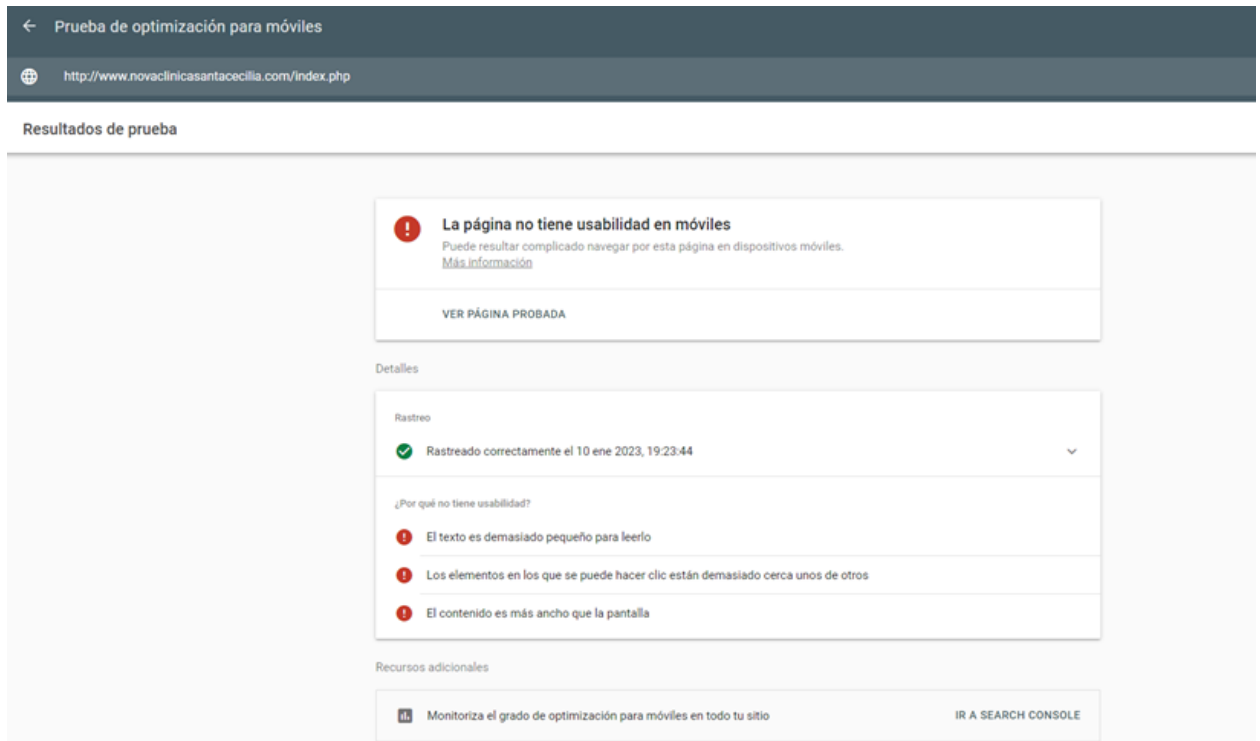 Prueba de optimización para móviles
http://www.novaclinicasantacecilia.com/index.php
Resultados de prueba
La página no tiene usabilidad en móviles
Puede resultar complicado navegar por esta página en dispositivos móviles.
Más información
VER PÁGINA PROBADA
Detalles
Rastreo
Rastreado correctamente el 10 ene 2023, 19:23:44
¿Por qué no tiene usabilidad?
El texto es demasiado pequeño para leerlo
Los elementos en los que se puede hacer clic están demasiado cerca unos de otros
El contenido es más ancho que la pantalla
Recursos adicionales
Monitoriza el grado de optimización para móviles en todo tu sitio IR A SEARCH CONSOLE